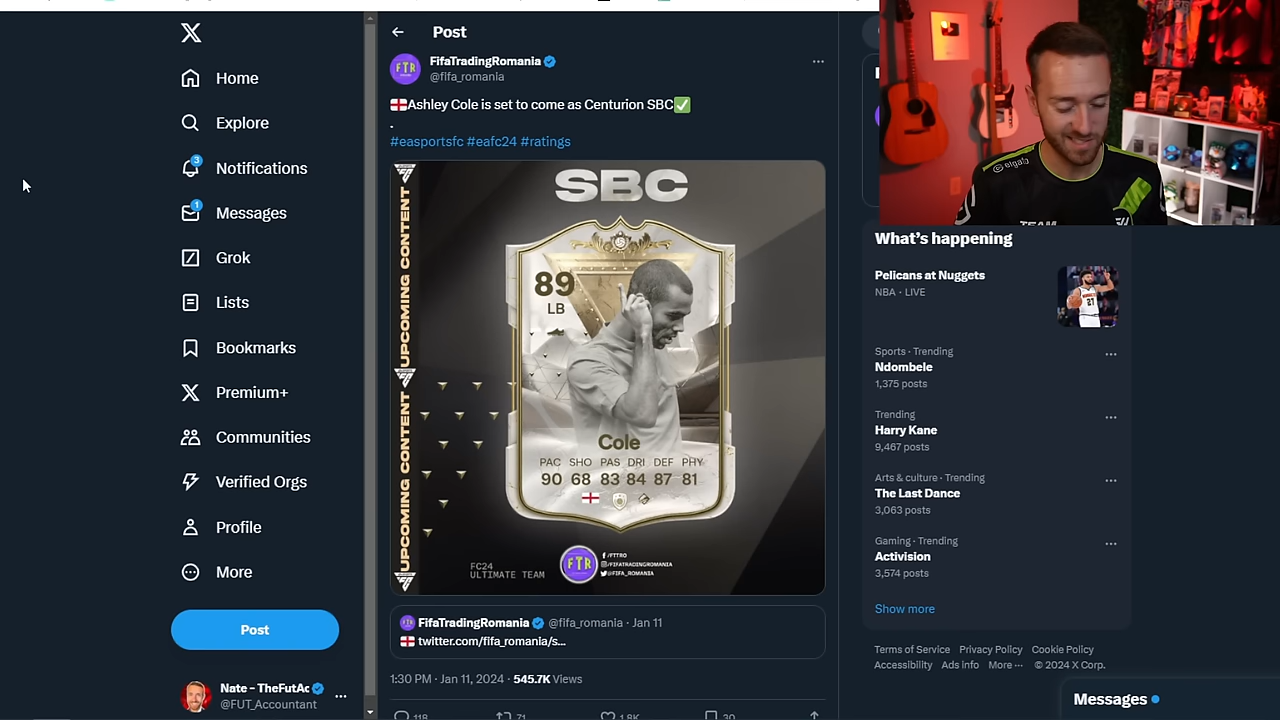 Home
Explore
3
Notifications
1
Messages
Grok
Lists
Bookmarks
Premium+
Communities
Verified Orgs
Profile
More
Post
Nate - TheFutAc
@FUT_Accountant
Post
FTR
FifaTradingRomania
@fifa_romania
Ashley Cole is set to come as Centurion SBC
.
#easportsfc #eafc24 #ratings
UPCOMING CONTENT
UPCOMING CONTENT
SBC
89
LB
Cole
PAC SHO PAS DRI DEF PHY
90 68 83 84 87 81
FC24
ULTIMATE TEAM
FTR
/FTTRO
/FIFATRADINGROMANIA
@FIFA_ROMANIA
FifaTradingRomania @fifa_romania · Jan 11
twitter.com/fifa_romania/s...
1:30 PM · Jan 11, 2024 · 545.7K Views
118 71 1.8K 30
TEAM
What's happening
Pelicans at Nuggets
NBA · LIVE
Sports · Trending
Ndombele
1,375 posts
Trending
Harry Kane
9,467 posts
Arts & culture · Trending
The Last Dance
3,063 posts
Gaming · Trending
Activision
3,574 posts
Show more
Terms of Service Privacy Policy Cookie Policy
Accessibility Ads info More ··· © 2024 X Corp.
Messages